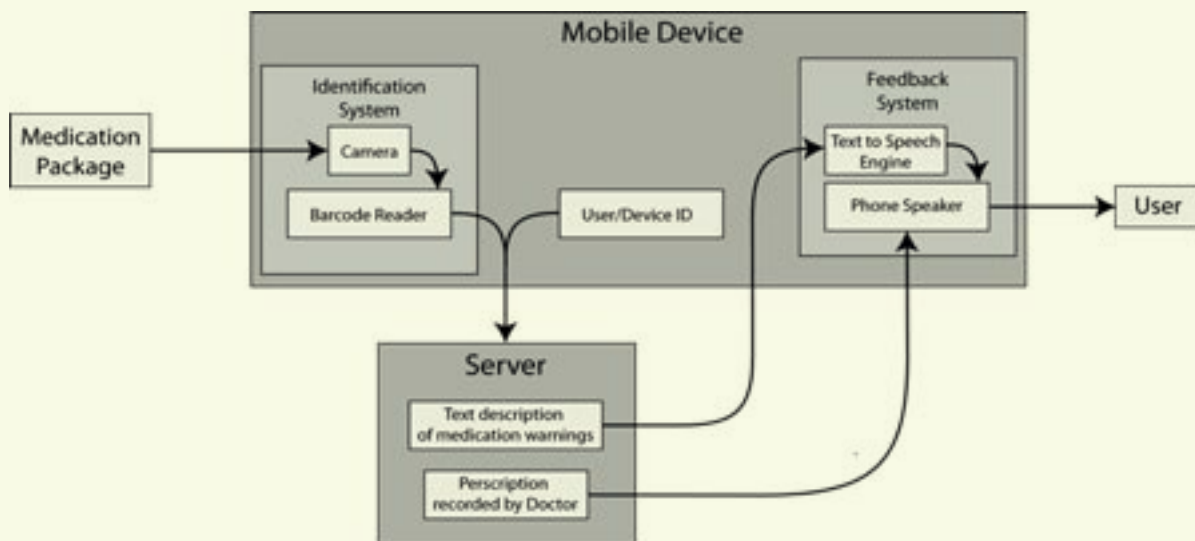 Mobile Device
Identification
System
Camera
Barcode Reader
Medication
Package
User/Device ID
Feedback
System
Text to Speech
Engine
Phone Speaker
User
Server
Text description
of medication warnings
Perscription
recorded by Doctor